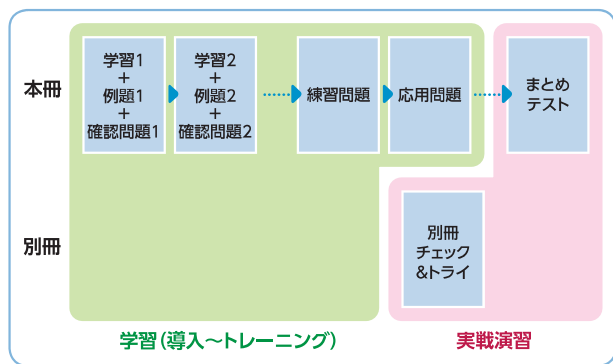 本冊
学習1
+
例題1
+
確認問題1
学習2
+
例題2
+
確認問題2
練習問題
応用問題
まとめ
テスト
別冊
別冊
チェック
&トライ
学習(導入〜トレーニング)
実戦演習